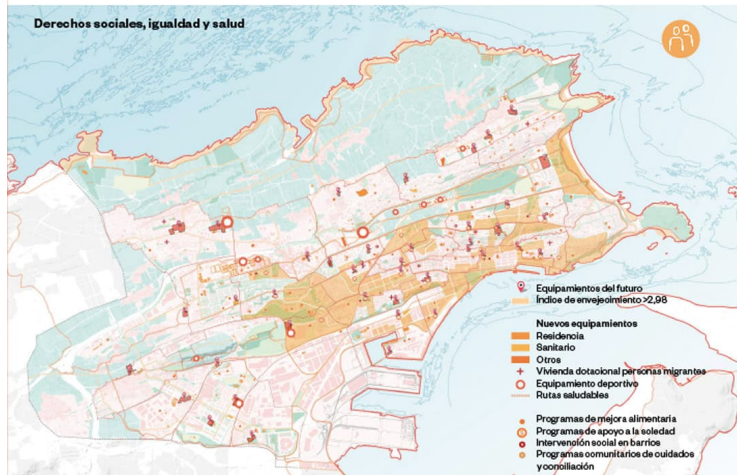 Derechos sociales, igualdad y salud
Equipamientos del futuro
Índice de envejecimiento >2,98
Nuevos equipamientos
Residencia
Sanitario
Otros
Vivienda dotacional personas migrantes
Equipamiento deportivo
Rutas saludables
Programas de mejora alimentaria
Programas de apoyo a la soledad
Intervención social en barrios
Programas comunitarios de cuidados
y conciliación